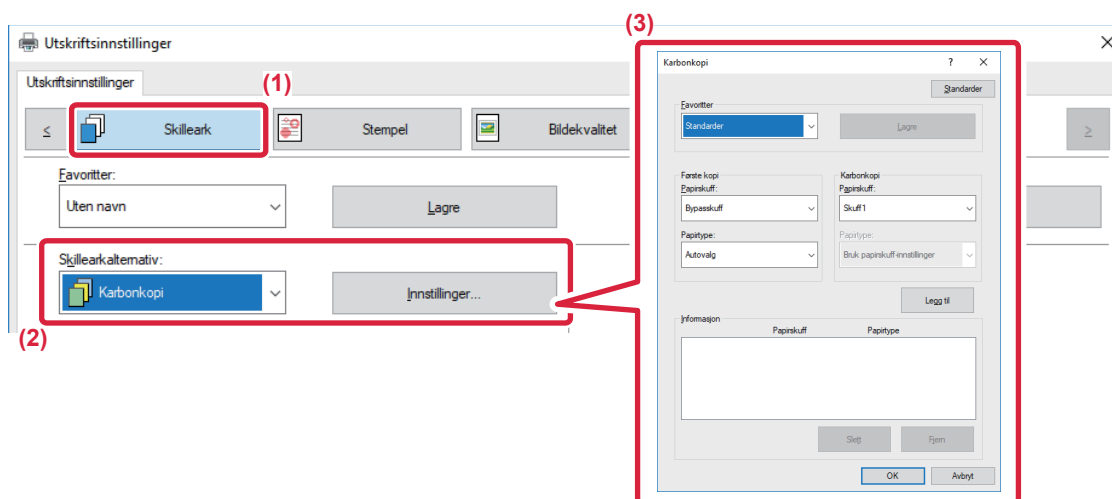 (3)
Utskriftsinnstillinger
Utskriftsinnstillinger
(1)
≤ Skilleark Stempel Bildekvalitet ≥
Favoritter:
Uten navn Lagre
Skillearkalternativ:
Karbonkopi Innstillinger...
(2)
Karbonkopi ?
Standarder
Favoritter
Standarder Lagre
Første kopi Karbonkopi
Papirskuff: Papirskuff:
Bypasskuff Skuff1
Papirtype: Papirtype:
Autovalg Bruk papirskuff-innstillinger
Legg til
Informasjon
Papirskuff Papirtype
Slett Fjern
OK Avbryt